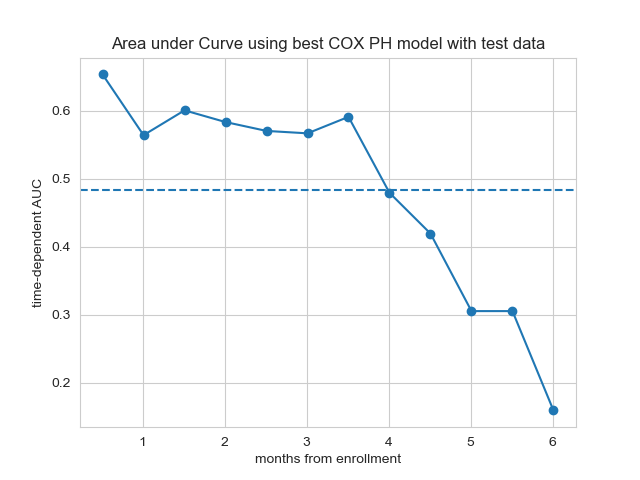 Area under Curve using best COX PH model with test data
time-dependent AUC
0.6
0.5
0.4
0.3
0.2
1 2 3 4 5 6
months from enrollment